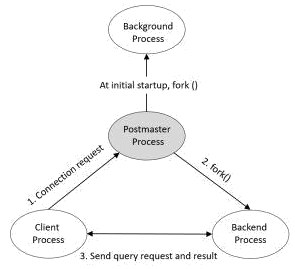 Background
Process
At initial startup, fork ()
Postmaster
Process
1. Connection request
2. fork()
Client
Process
Backend
Process
3. Send query request and result